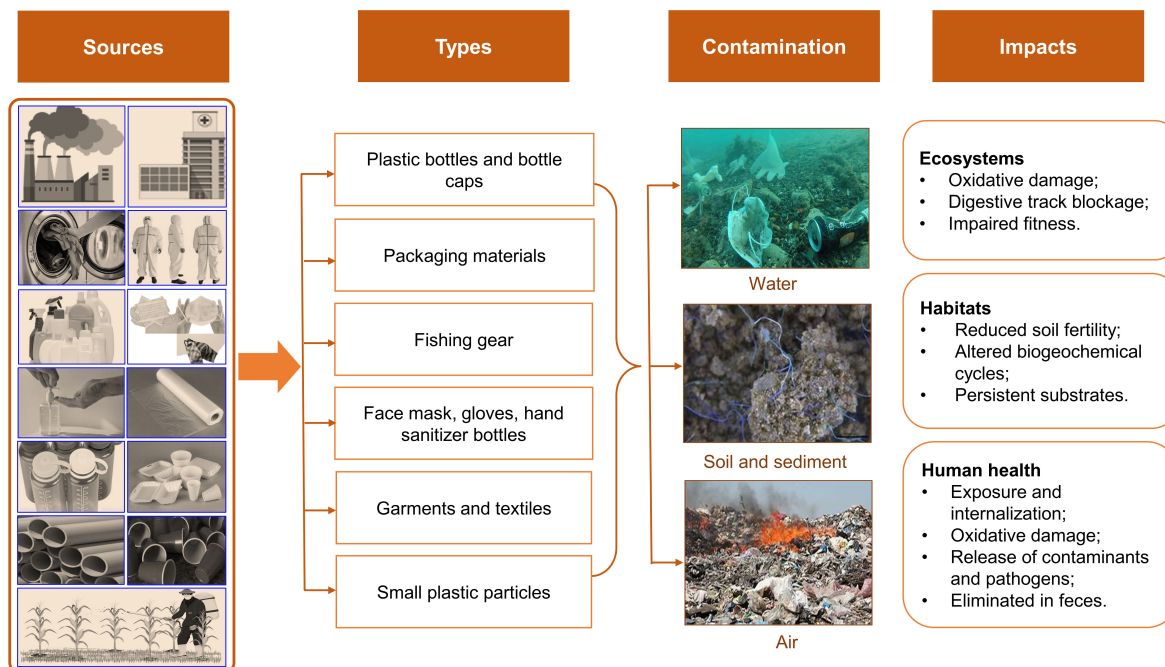 Sources
Types
Contamination
Impacts
Plastic bottles and bottle
caps
Packaging materials
Fishing gear
Face mask, gloves, hand
sanitizer bottles
Garments and textiles
Small plastic particles
Water
Soil and sediment
Air
Ecosystems
• Oxidative damage;
• Digestive track blockage;
• Impaired fitness.
Habitats
• Reduced soil fertility;
• Altered biogeochemical
cycles;
• Persistent substrates.
Human health
• Exposure and
internalization;
• Oxidative damage;
• Release of contaminants
and pathogens;
• Eliminated in feces.